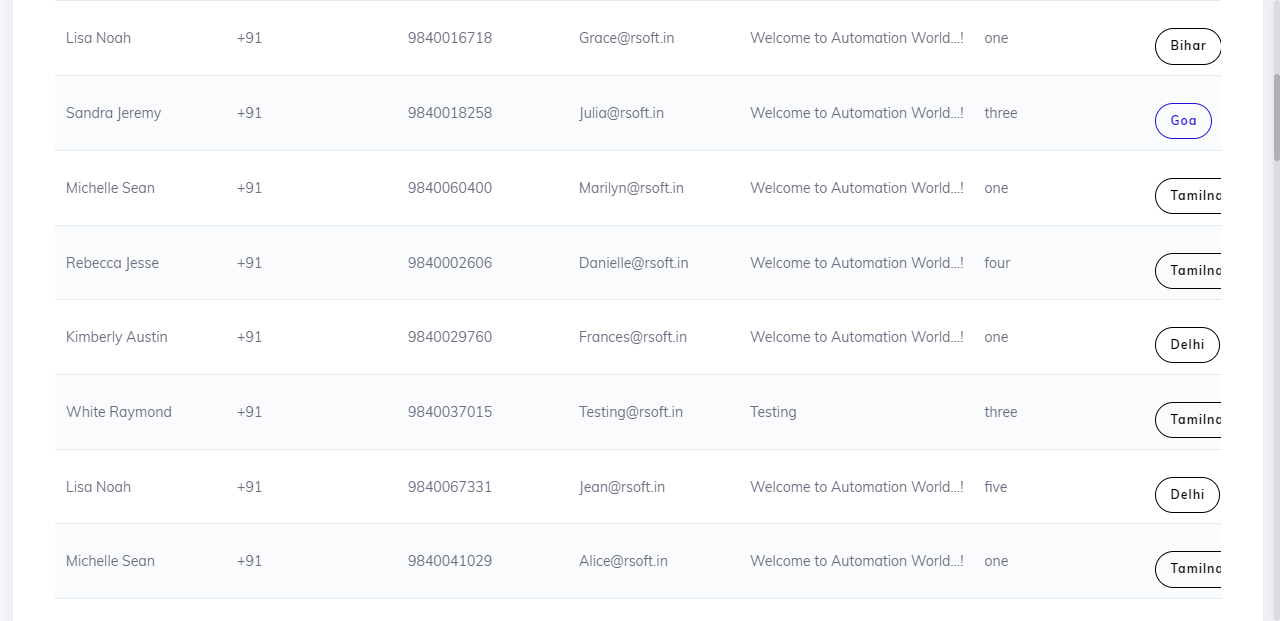 Lisa Noah +91 9840016718 Grace@rsoft.in Welcome to Automation World...! one Bihar
Sandra Jeremy +91 9840018258 Julia@rsoft.in Welcome to Automation World...! three Goa
Michelle Sean +91 9840060400 Marilyn@rsoft.in Welcome to Automation World...! one Tamilna
Rebecca Jesse +91 9840002606 Danielle@rsoft.in Welcome to Automation World...! four Tamilna
Kimberly Austin +91 9840029760 Frances@rsoft.in Welcome to Automation World...! one Delhi
White Raymond +91 9840037015 Testing@rsoft.in Testing three Tamilna
Lisa Noah +91 9840067331 Jean@rsoft.in Welcome to Automation World...! five Delhi
Michelle Sean +91 9840041029 Alice@rsoft.in Welcome to Automation World...! one Tamilna